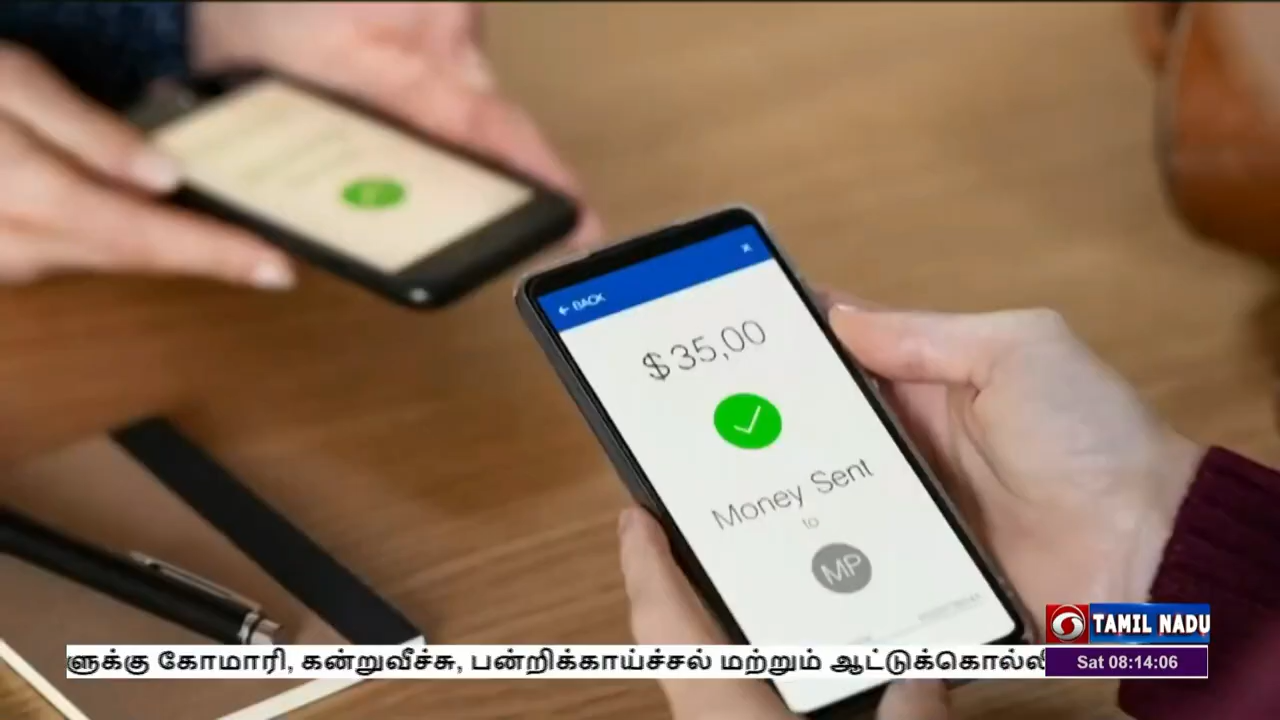 ← BACK
$35,00
Money Sent
to
MP
TAMIL NADU
ளுக்கு கோமாரி, கன்றுவீச்சு, பன்றிக்காய்ச்சல் மற்றும் ஆட்டுக்கொல்லி
Sat 08:14:06